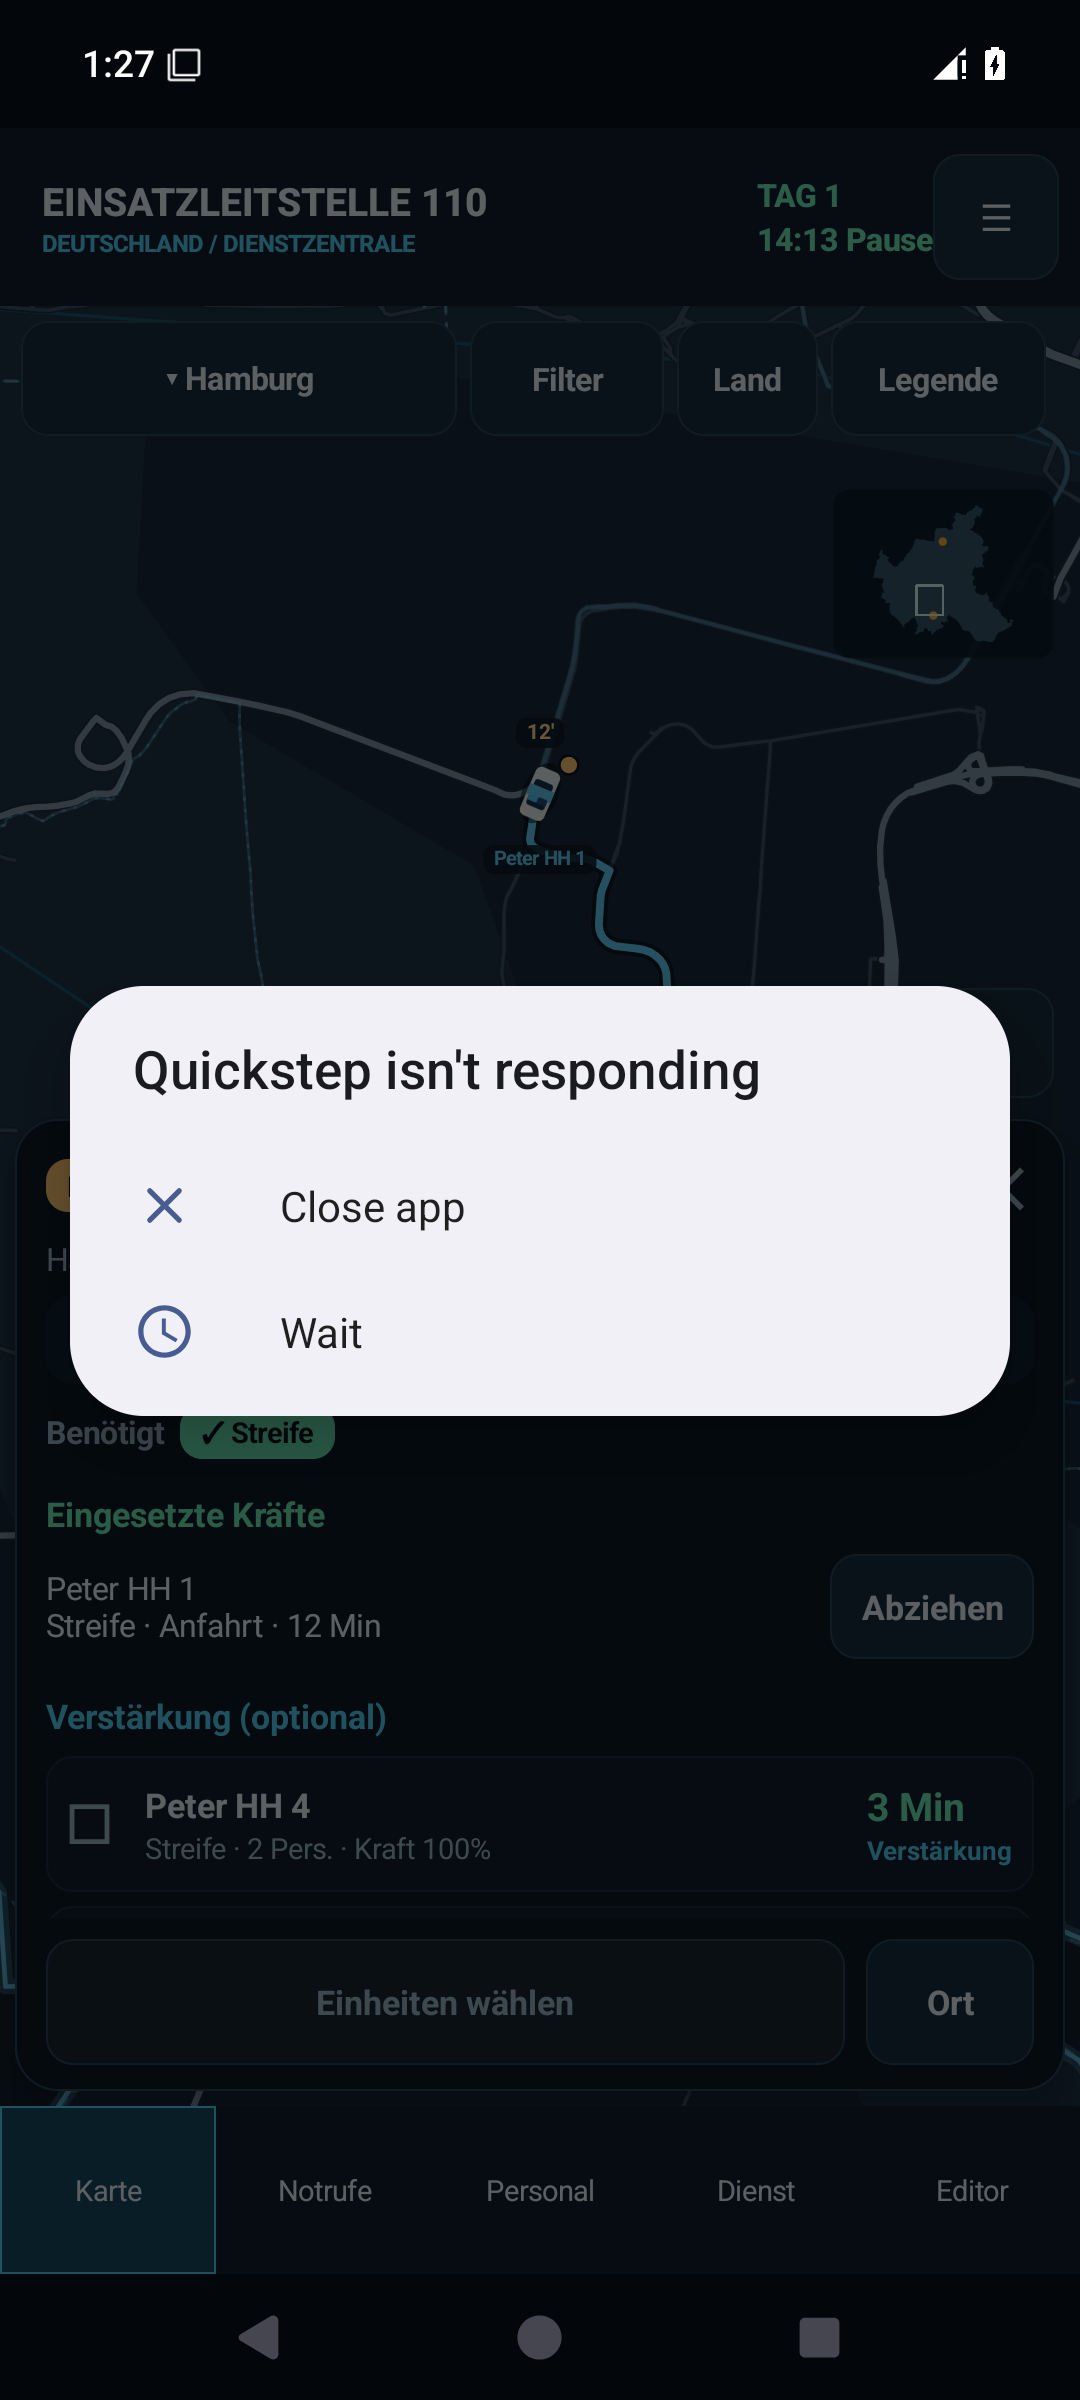 1:27
EINSATZLEITSTELLE 110
DEUTSCHLAND / DIENSTZENTRALE
TAG 1
14:13 Pause
▾ Hamburg
Filter
Land
Legende
12'
Peter HH 1
Quickstep isn't responding
Close app
Wait
H
Benötigt
✓ Streife
Eingesetzte Kräfte
Peter HH 1
Streife · Anfahrt · 12 Min
Abziehen
Verstärkung (optional)
Peter HH 4
Streife · 2 Pers. · Kraft 100%
3 Min
Verstärkung
Einheiten wählen
Ort
Karte
Notrufe
Personal
Dienst
Editor